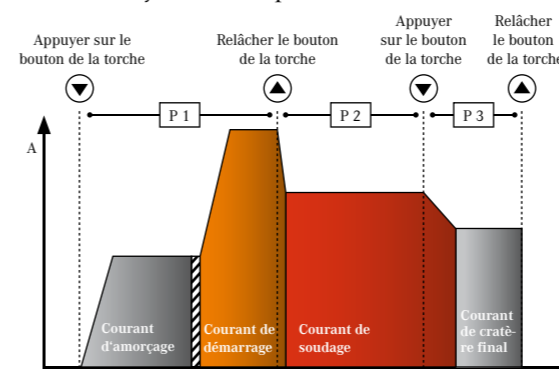 Appuyer sur le
bouton de la torche
Relâcher le bouton
de la torche
Appuyer
sur le bouton
de la torche
Relâcher
le bouton
de la torche
P 1
P 2
P 3
A
Courant
d'amorçage
Courant de
démarrage
Courant de
soudage
Courant
de cratè-
re final